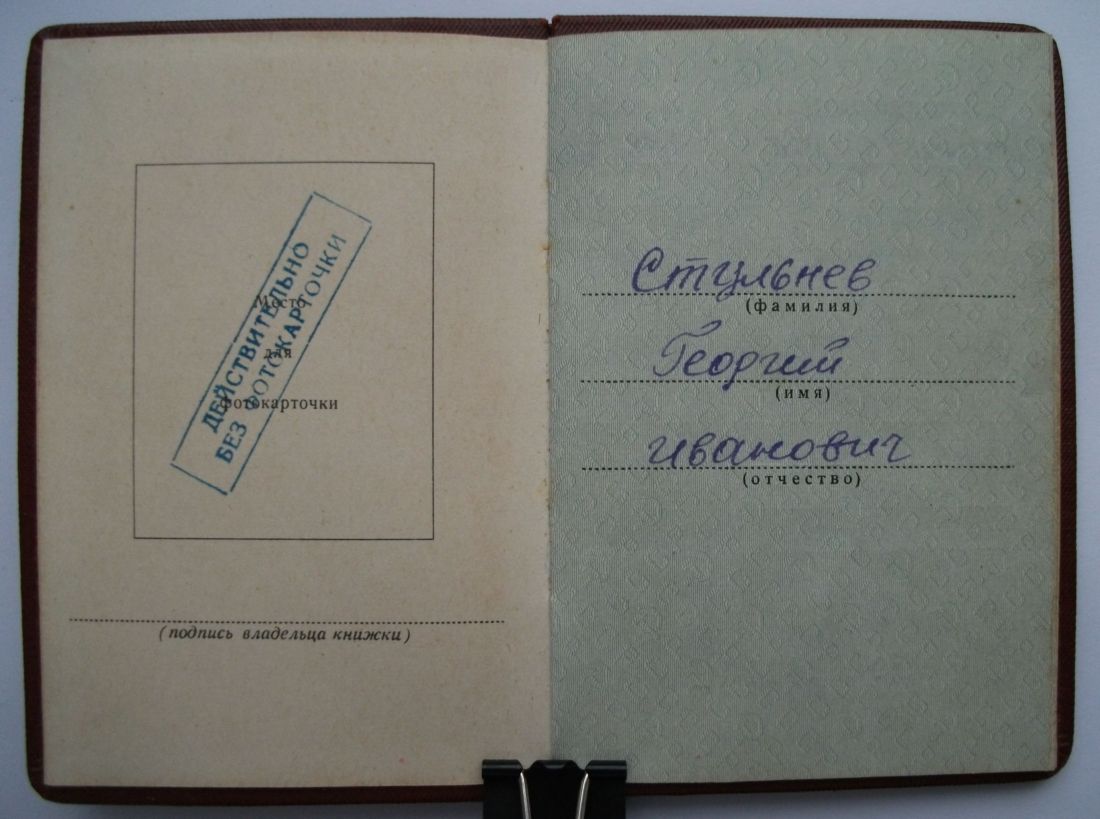 ДЕЙСТВИТЕЛЬНО
БЕЗ ФОТОКАРТОЧКИ
Место
для
фотокарточки
(подпись владельца книжки)
Стульнев
(фамилия)
Георгий
(имя)
Иванович
(отчество)